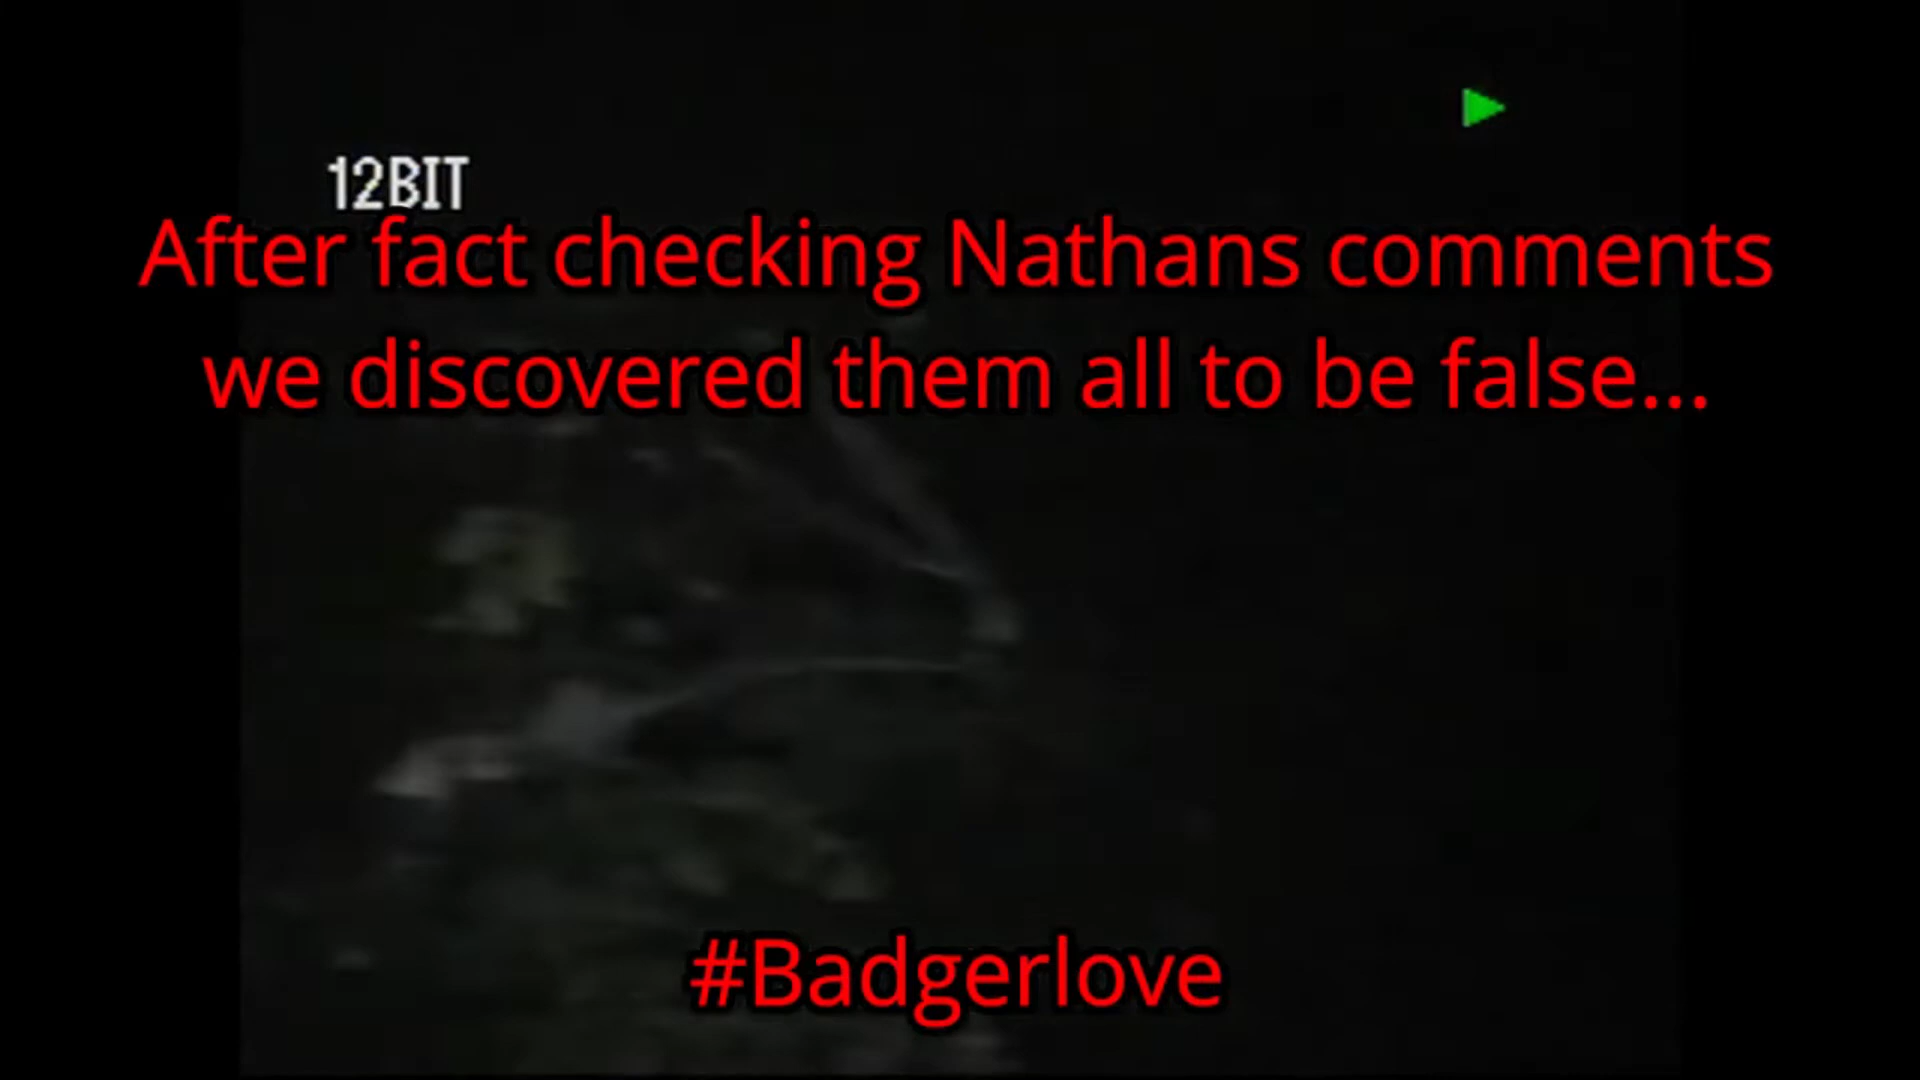 12BIT
After fact checking Nathans comments
we discovered them all to be false...
#Badgerlove